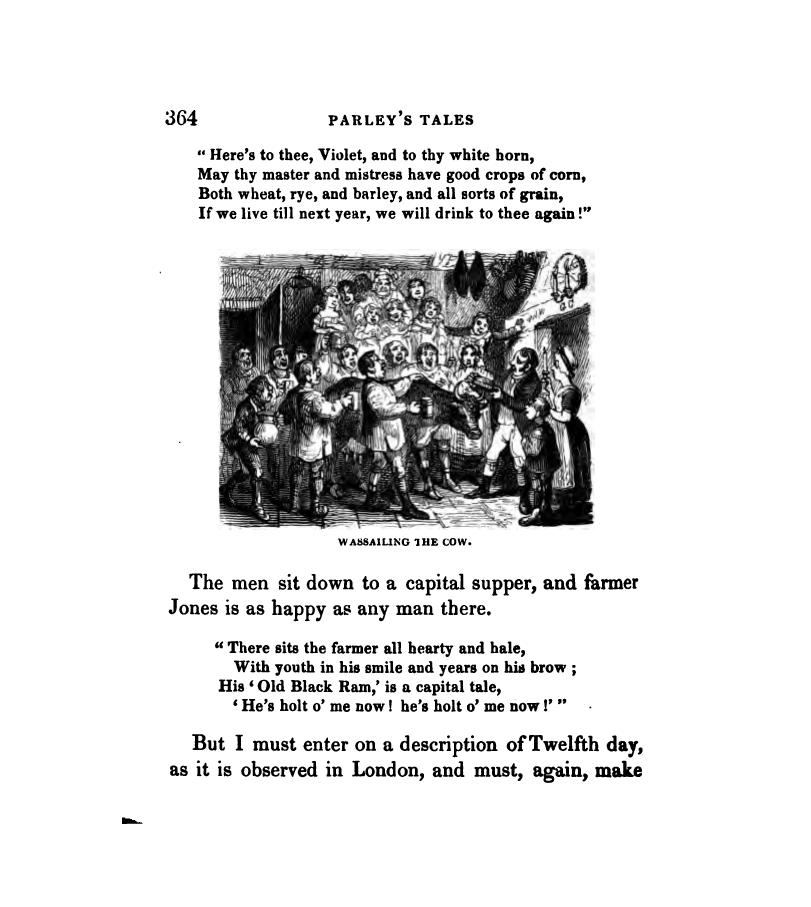 364 PARLEY'S TALES
“ Here's to thee, Violet, and to thy white horn,
May thy master and mistress have good crops of corn,
Both wheat, rye, and barley, and all sorts of grain,
If we live till next year, we will drink to thee again!”
WASSAILING THE COW.
The men sit down to a capital supper, and farmer
Jones is as happy as any man there.
“ There sits the farmer all hearty and hale,
With youth in his smile and years on his brow ;
His ‘ Old Black Ram,’ is a capital tale,
‘ He's holt o' me now ! he's holt o' me now !’ ”
But I must enter on a description of Twelfth day,
as it is observed in London, and must, again, make